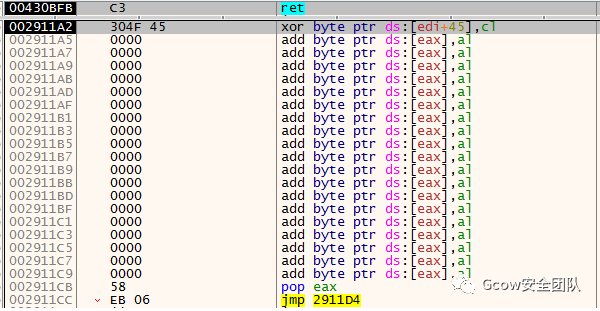 00430BFB C3 ret
002911A2 304F 45 xor byte ptr ds:[edi+45],cl
002911A5 0000 add byte ptr ds:[eax],al
002911A7 0000 add byte ptr ds:[eax],al
002911A9 0000 add byte ptr ds:[eax],al
002911AB 0000 add byte ptr ds:[eax],al
002911AD 0000 add byte ptr ds:[eax],al
002911AF 0000 add byte ptr ds:[eax],al
002911B1 0000 add byte ptr ds:[eax],al
002911B3 0000 add byte ptr ds:[eax],al
002911B5 0000 add byte ptr ds:[eax],al
002911B7 0000 add byte ptr ds:[eax],al
002911B9 0000 add byte ptr ds:[eax],al
002911BB 0000 add byte ptr ds:[eax],al
002911BD 0000 add byte ptr ds:[eax],al
002911BF 0000 add byte ptr ds:[eax],al
002911C1 0000 add byte ptr ds:[eax],al
002911C3 0000 add byte ptr ds:[eax],al
002911C5 0000 add byte ptr ds:[eax],al
002911C7 0000 add byte ptr ds:[eax],al
002911C9 0000 add byte ptr ds:[eax],al
002911CB 58 pop eax
002911CC EB 06 jmp 2911D4
Gcow安全团队